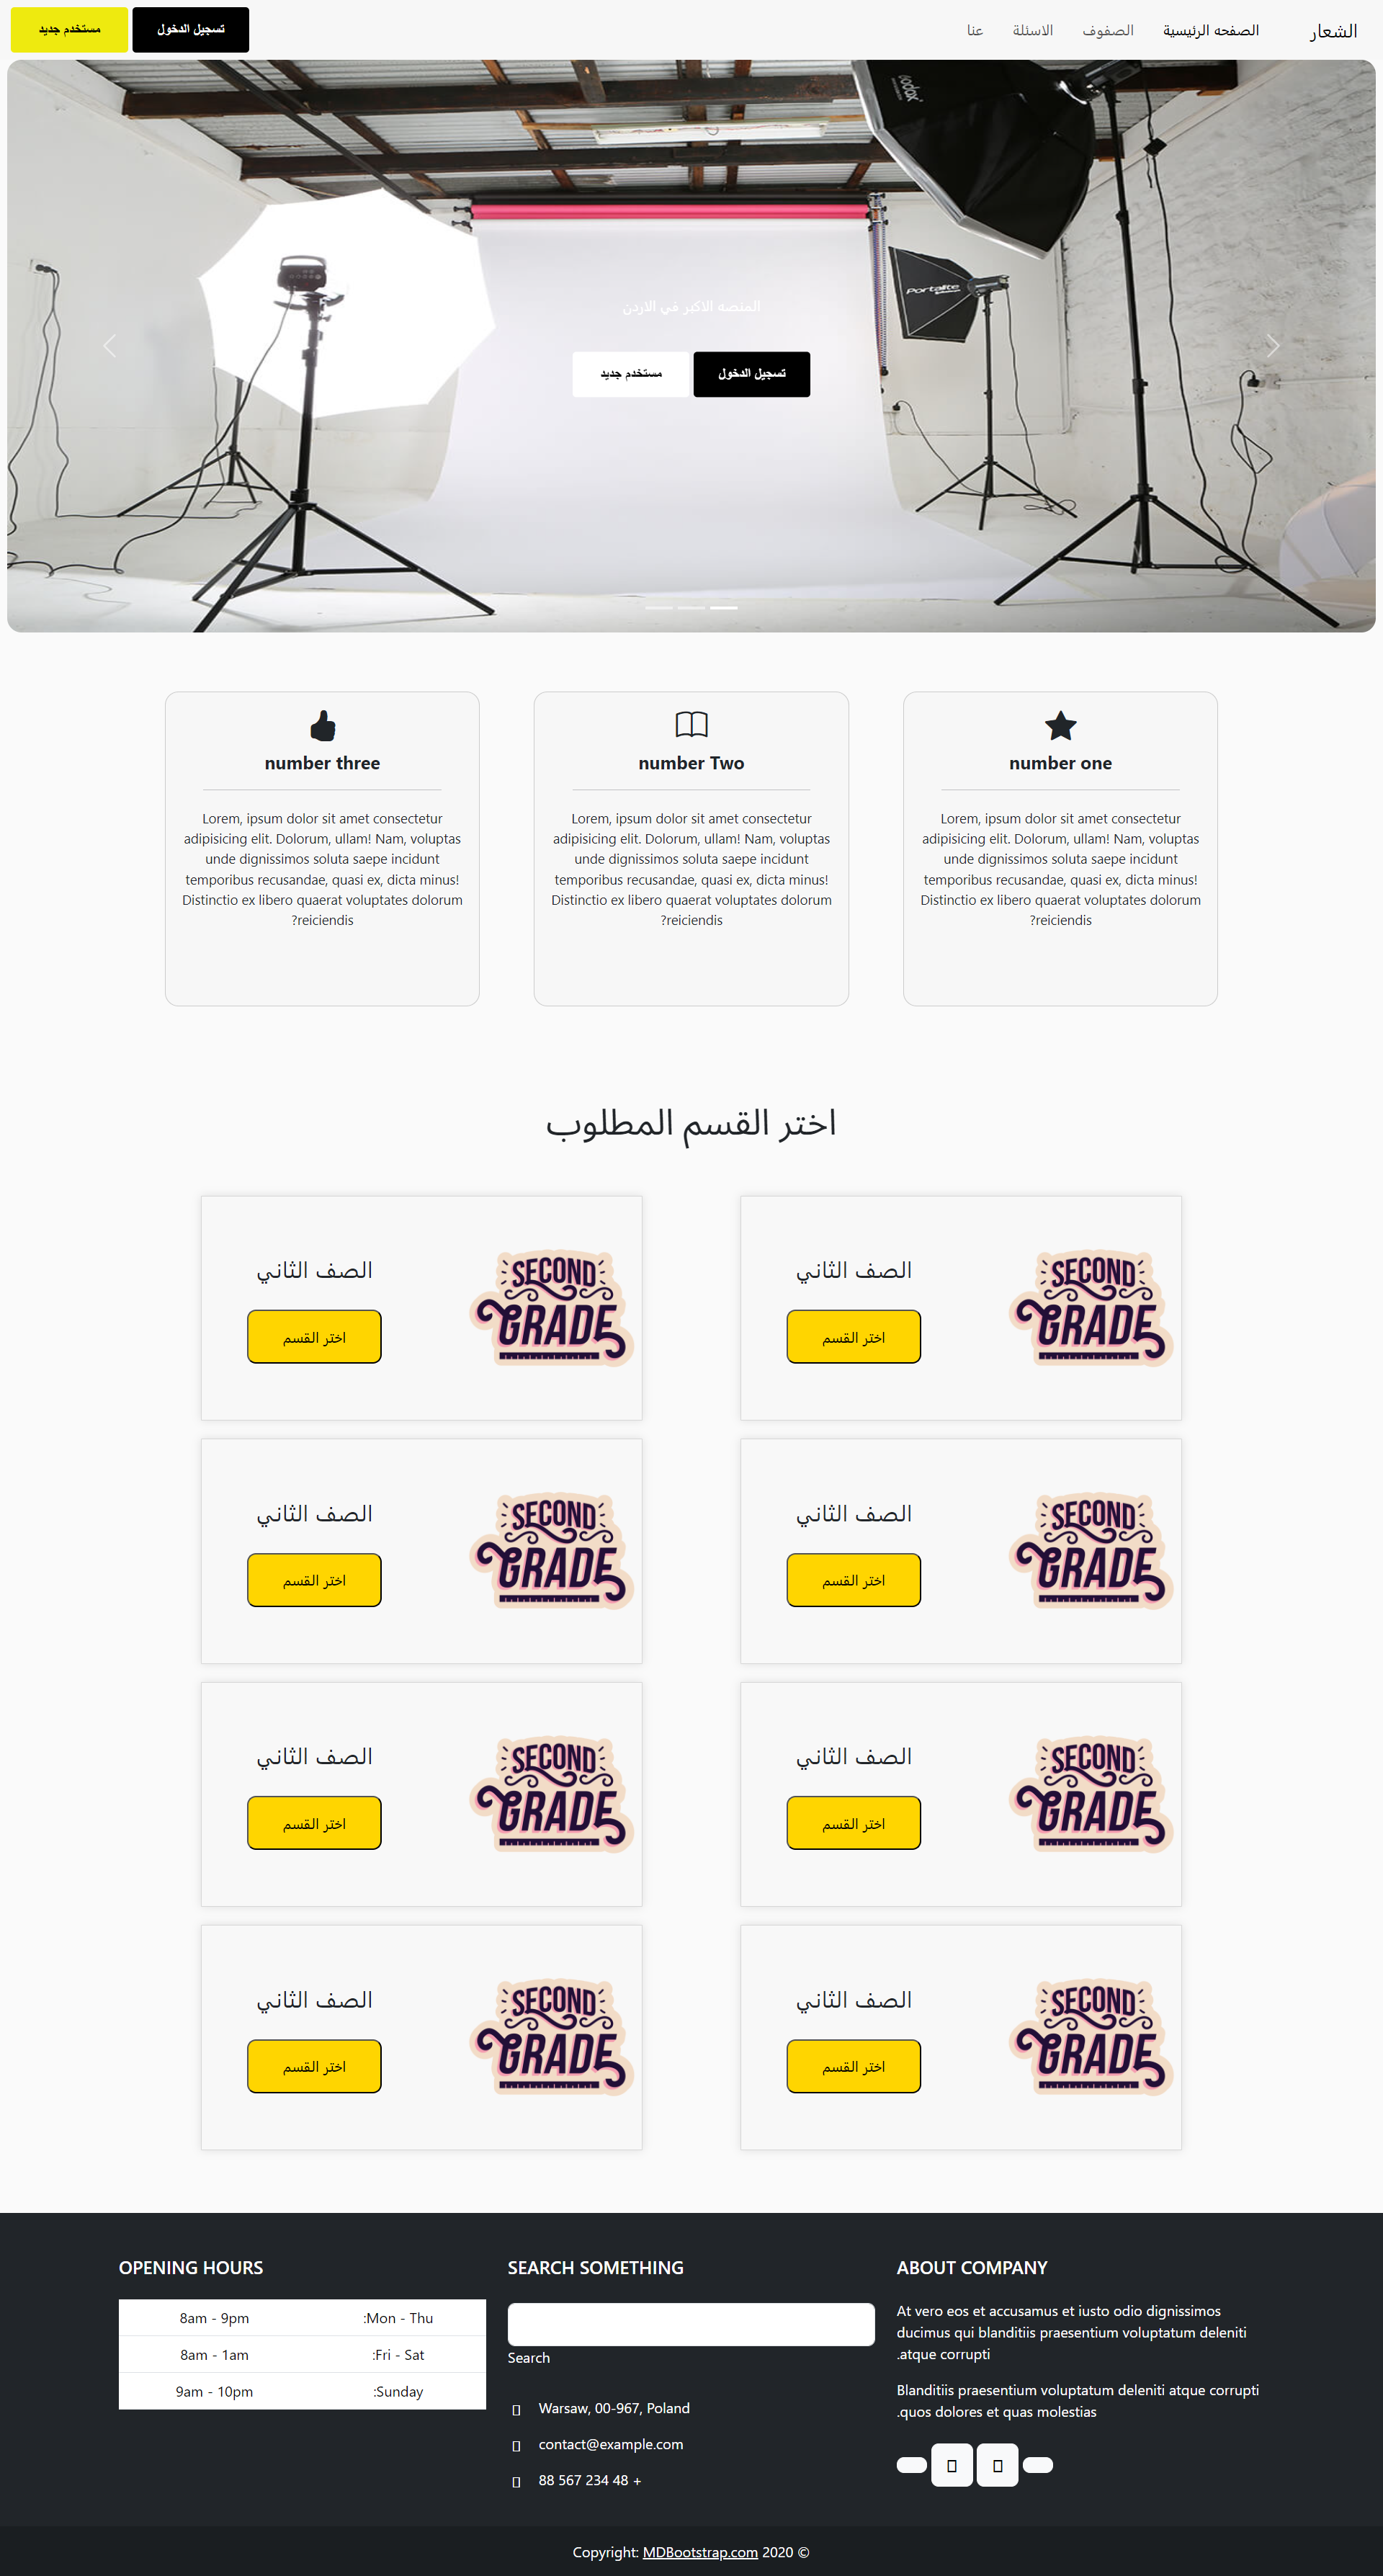 الشعار
الصفحه الرئيسية
الصفوف
الاسئلة
عنا
تسجيل الدخول
مستخدم جديد
Godox
Portalite
المنصه الاكبر في الاردن
تسجيل الدخول
مستخدم جديد
number one
Lorem, ipsum dolor sit amet consectetur
adipisicing elit. Dolorum, ullam! Nam, voluptas
unde dignissimos soluta saepe incidunt
temporibus recusandae, quasi ex, dicta minus!
Distinctio ex libero quaerat voluptates dolorum
?reiciendis
number Two
Lorem, ipsum dolor sit amet consectetur
adipisicing elit. Dolorum, ullam! Nam, voluptas
unde dignissimos soluta saepe incidunt
temporibus recusandae, quasi ex, dicta minus!
Distinctio ex libero quaerat voluptates dolorum
?reiciendis
number three
Lorem, ipsum dolor sit amet consectetur
adipisicing elit. Dolorum, ullam! Nam, voluptas
unde dignissimos soluta saepe incidunt
temporibus recusandae, quasi ex, dicta minus!
Distinctio ex libero quaerat voluptates dolorum
?reiciendis
اختر القسم المطلوب
SECOND
GRADE
الصف الثاني
اختر القسم
SECOND
GRADE
الصف الثاني
اختر القسم
SECOND
GRADE
الصف الثاني
اختر القسم
SECOND
GRADE
الصف الثاني
اختر القسم
SECOND
GRADE
الصف الثاني
اختر القسم
SECOND
GRADE
الصف الثاني
اختر القسم
SECOND
GRADE
الصف الثاني
اختر القسم
SECOND
GRADE
الصف الثاني
اختر القسم
ABOUT COMPANY
At vero eos et accusamus et iusto odio dignissimos
ducimus qui blanditiis praesentium voluptatum deleniti
.atque corrupti
Blanditiis praesentium voluptatum deleniti atque corrupti
.quos dolores et quas molestias
SEARCH SOMETHING
Search
Warsaw, 00-967, Poland
contact@example.com
88 567 234 48 +
OPENING HOURS
:Mon - Thu 8am - 9pm
:Fri - Sat 8am - 1am
:Sunday 9am - 10pm
Copyright: MDBootstrap.com 2020 ©